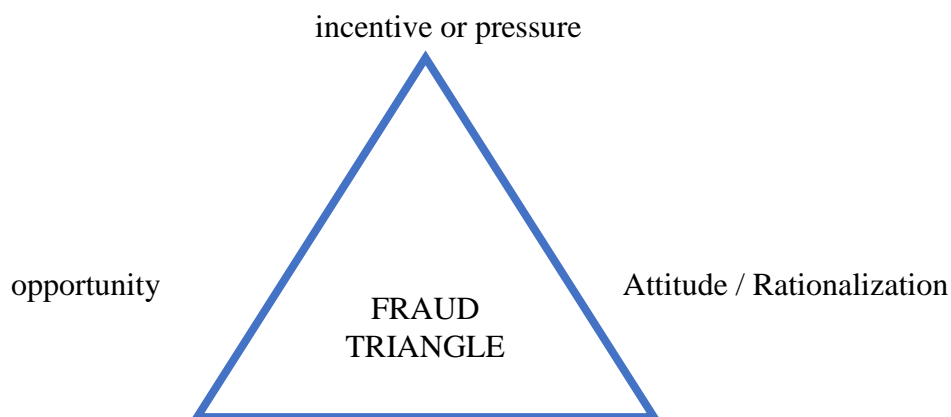 incentive or pressure
opportunity
Attitude / Rationalization
FRAUD
TRIANGLE